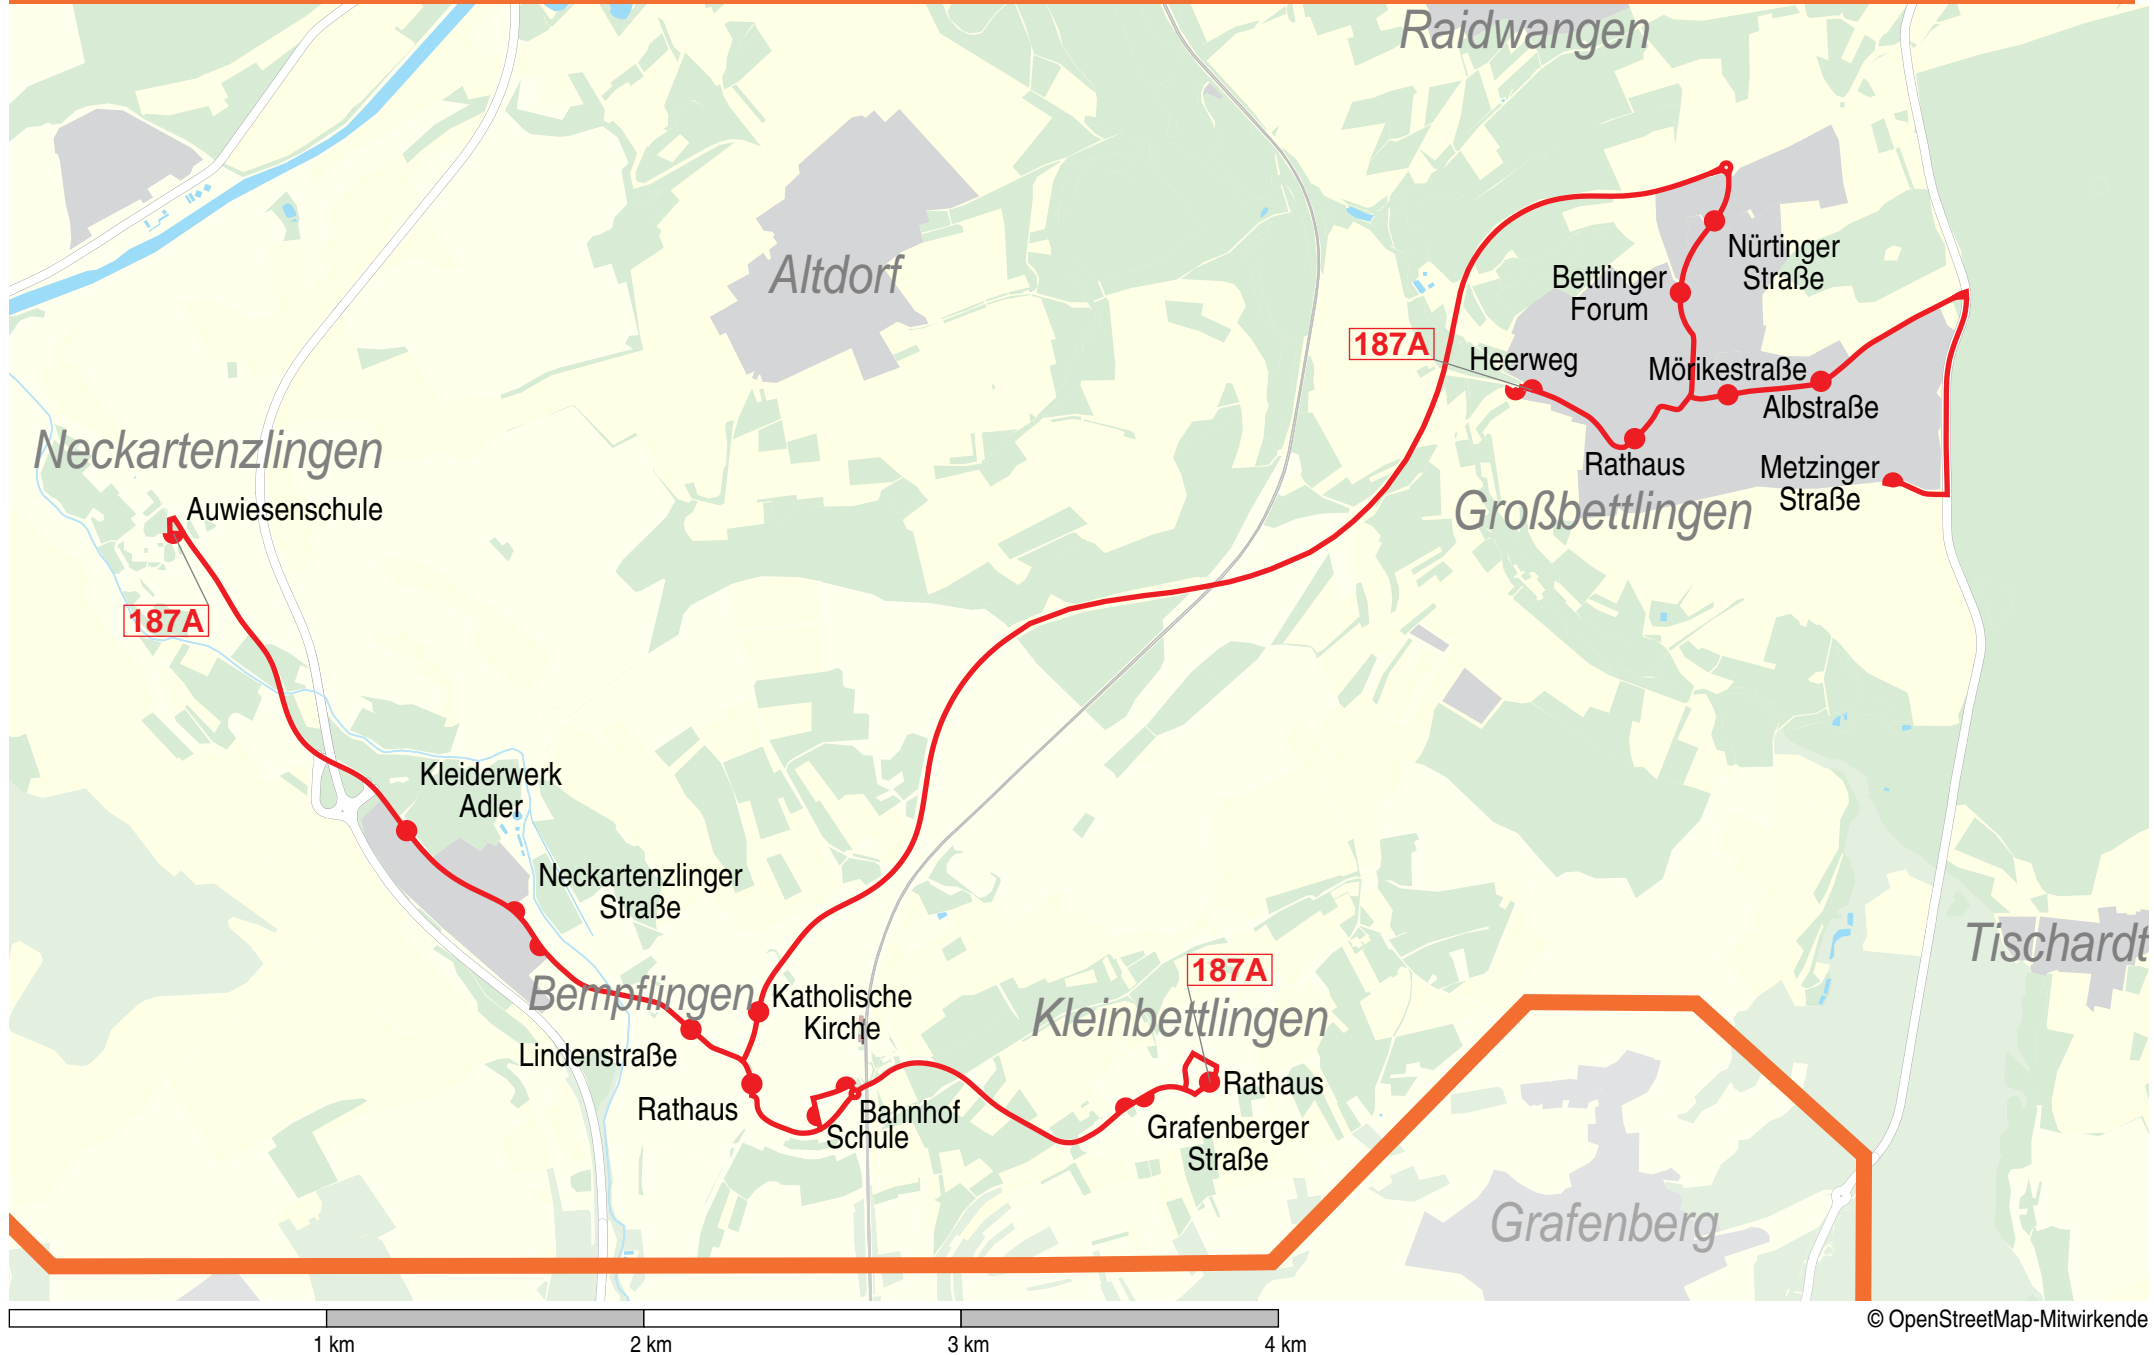 Raidwangen
Nürtinger
Straße
Bettlinger
Forum
Altdorf
187A
Heerweg
Mörikestraße
Albstraße
Neckartenzlingen
Rathaus
Metzinger
Straße
Großbettlingen
Auwiesenschule
187A
Kleiderwerk
Adler
Neckartenzlinger
Straße
Tischardt
187A
Bempflingen
Katholische
Kirche
Kleinbettlingen
Lindenstraße
Rathaus
Rathaus
Bahnhof
Schule
Grafenberger
Straße
Grafenberg
© OpenStreetMap-Mitwirkende
1 km
2 km
3 km
4 km